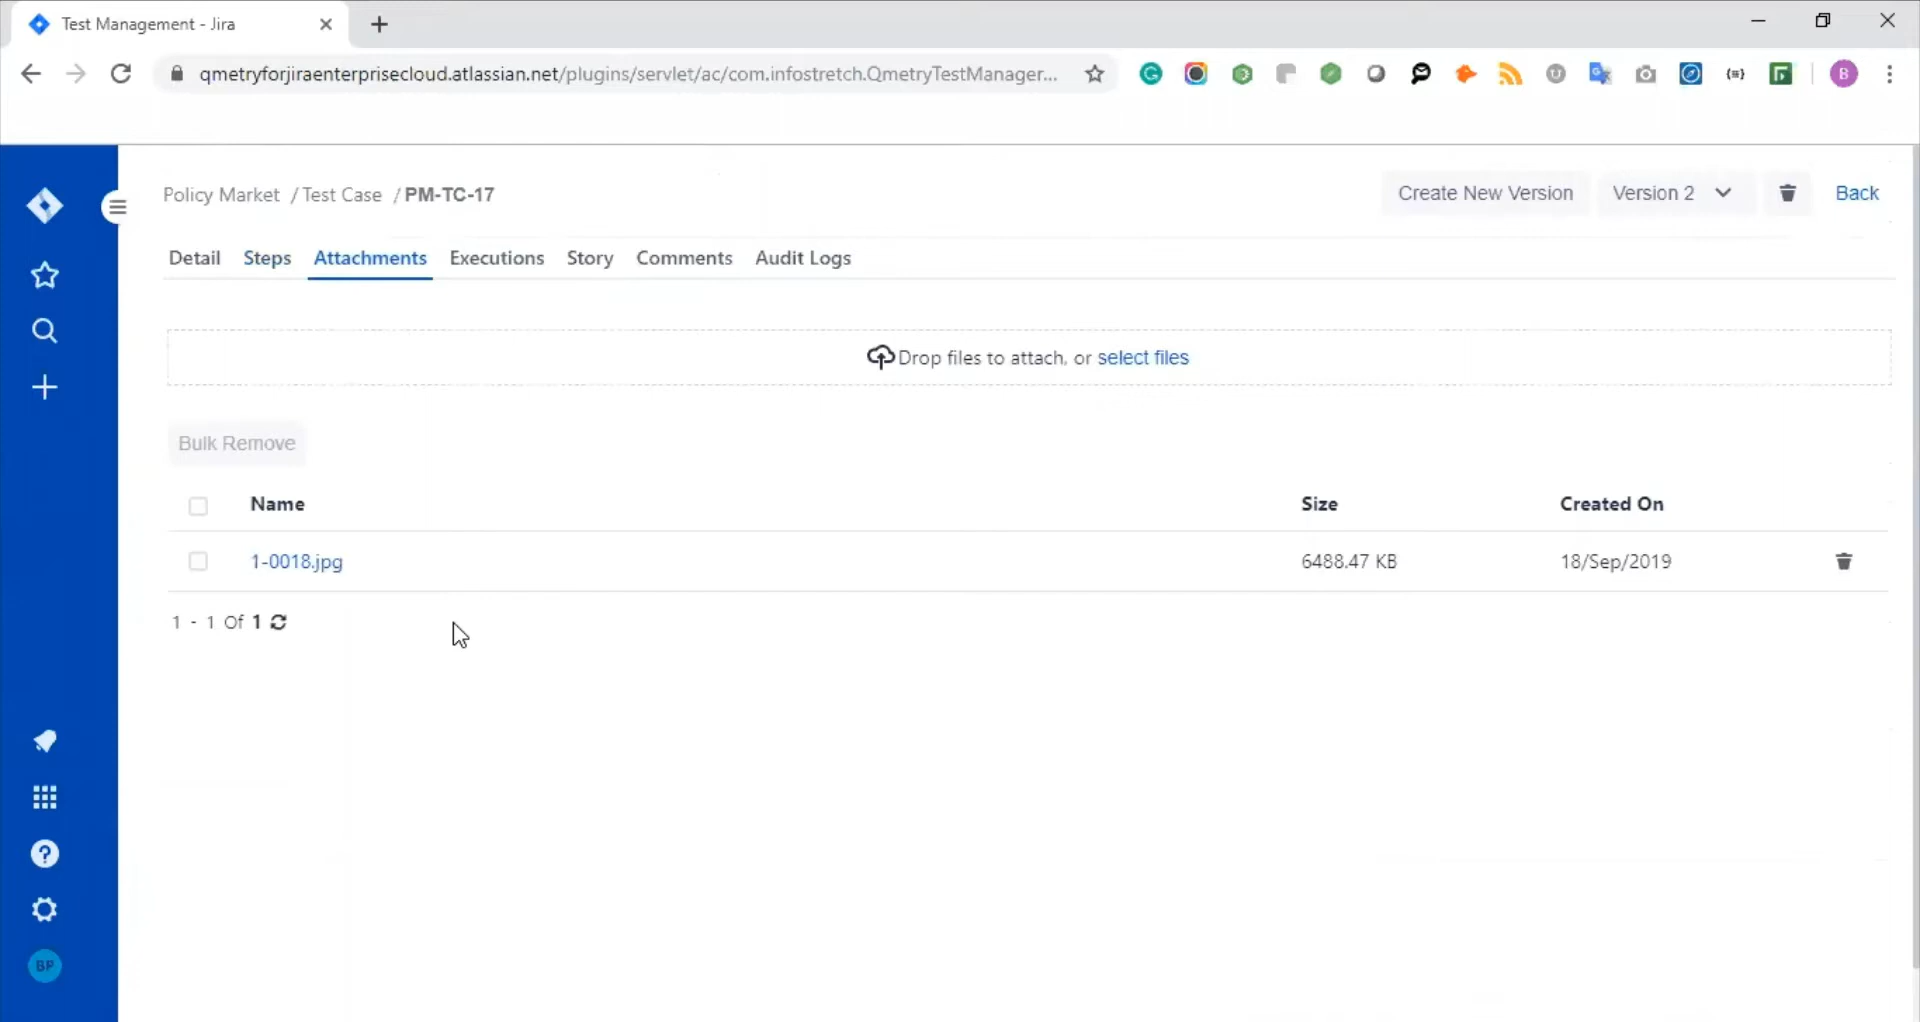 Test Management - Jira
qmetryforjiraenterprisecloud.atlassian.net/plugins/servlet/ac/com.infostretch.QmetryTestManager...
B
Policy Market / Test Case / PM-TC-17
Create New Version
Version 2
Back
Detail
Steps
Attachments
Executions
Story
Comments
Audit Logs
Drop files to attach, or select files
Bulk Remove
Name
Size
Created On
1-0018.jpg
6488.47 KB
18/Sep/2019
1 - 1 Of 1
BP